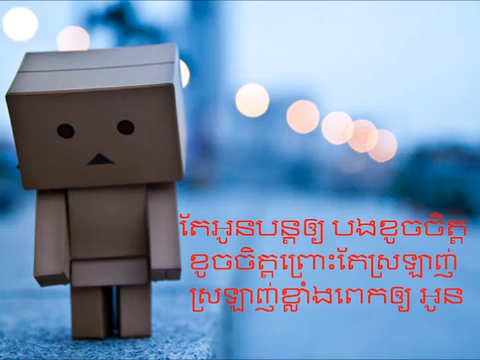 តែអូនបន្តឲ្យ បងខូចចិត្ត
ខូចចិត្តព្រោះតែស្រឡាញ់
ស្រឡាញ់ខ្លាំងពេកឲ្យ អូន